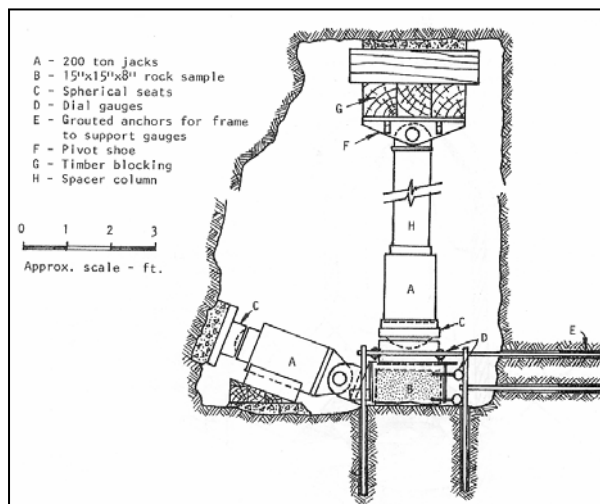 A - 200 ton jacks
B - 15"x15"x8" rock sample
C - Spherical seats
D - Dial gauges
E - Grouted anchors for frame
to support gauges
F - Pivot shoe
G - Timber blocking
H - Spacer column
0 1 2 3
Approx. scale - ft.
G
F
H
A
C
C
A
D
E
B